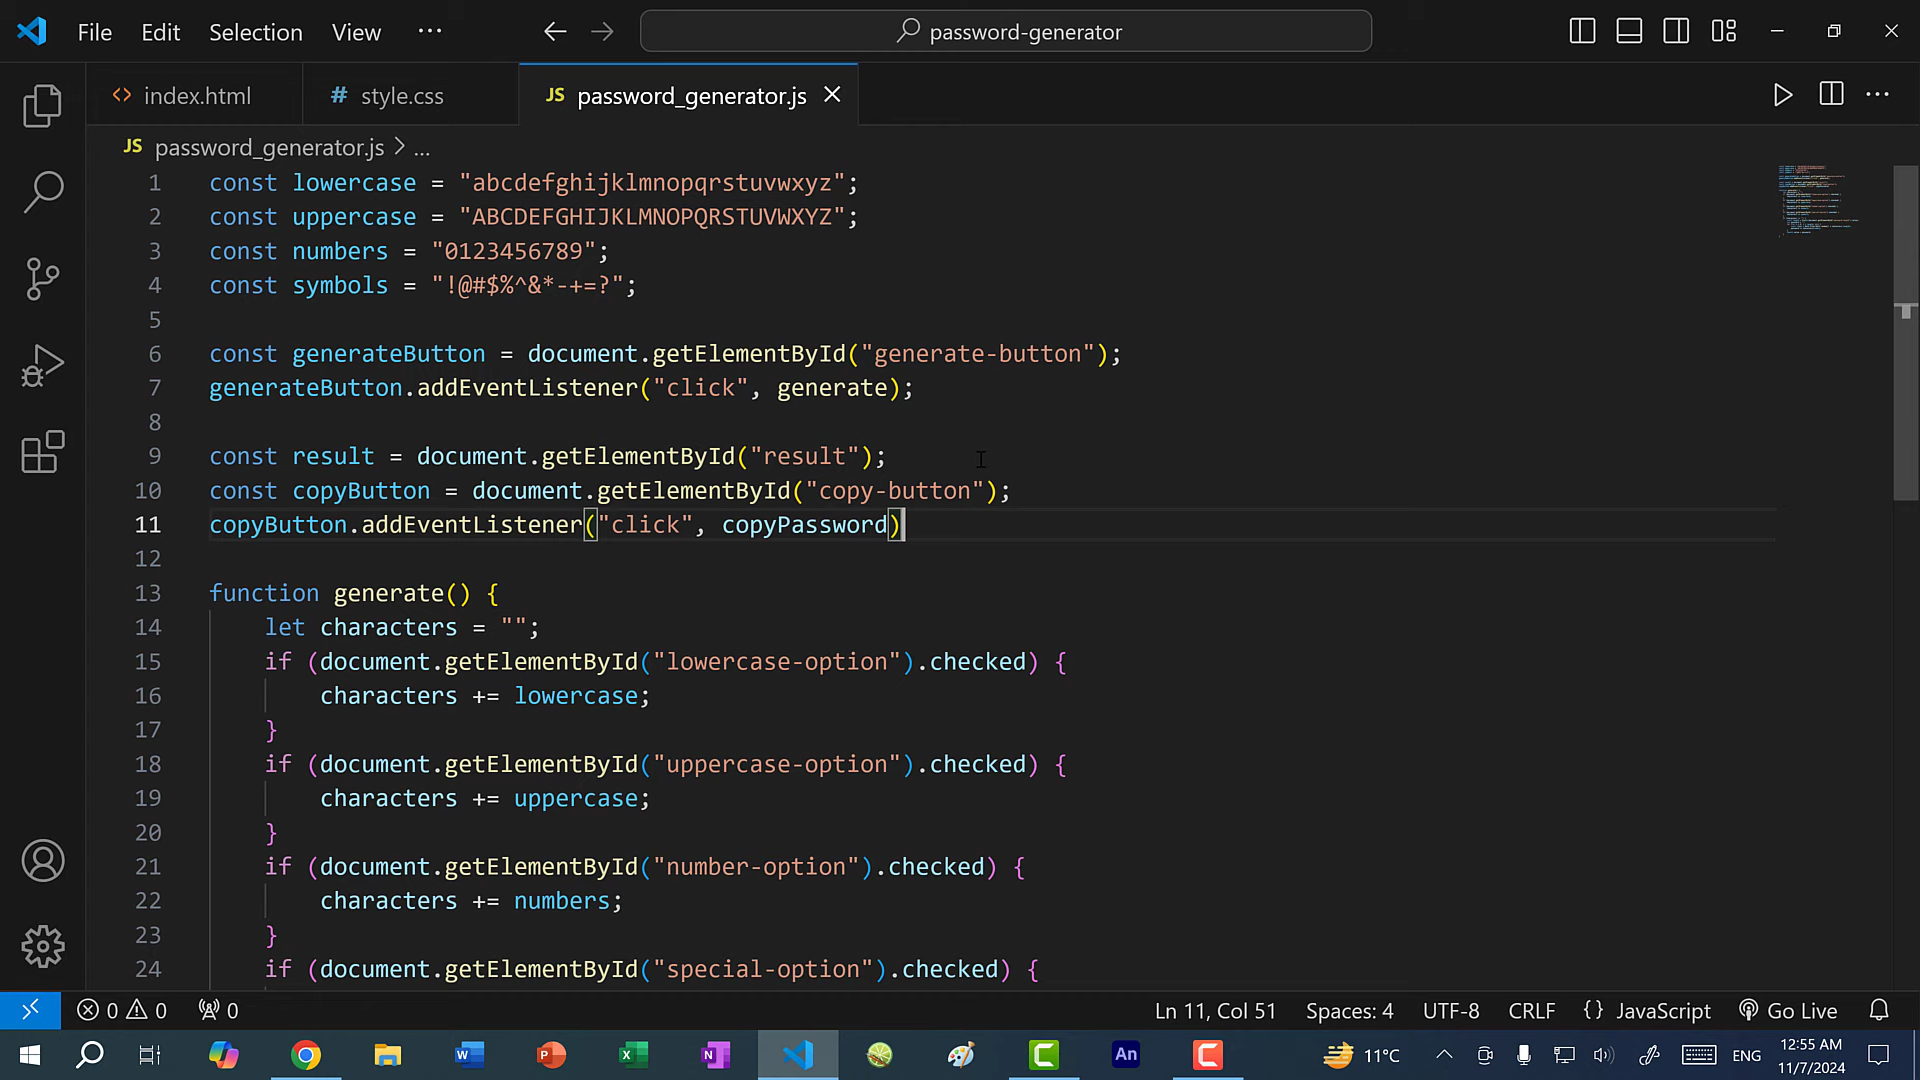 File Edit Selection View ...
password-generator
index.html
# style.css
JS password_generator.js
JS password_generator.js > ...
1 const lowercase = "abcdefghijklmnopqrstuvwxyz";
2 const uppercase = "ABCDEFGHIJKLMNOPQRSTUVWXYZ";
3 const numbers = "0123456789";
4 const symbols = "!@#$%^&*-+=?";
5
6 const generateButton = document.getElementById("generate-button");
7 generateButton.addEventListener("click", generate);
8
9 const result = document.getElementById("result");
10 const copyButton = document.getElementById("copy-button");
11 copyButton.addEventListener("click", copyPassword)
12
13 function generate() {
14 let characters = "";
15 if (document.getElementById("lowercase-option").checked) {
16 characters += lowercase;
17 }
18 if (document.getElementById("uppercase-option").checked) {
19 characters += uppercase;
20 }
21 if (document.getElementById("number-option").checked) {
22 characters += numbers;
23 }
24 if (document.getElementById("special-option").checked) {
0 0 0
Ln 11, Col 51 Spaces: 4 UTF-8 CRLF {} JavaScript Go Live
An
11°C
ENG
12:55 AM
11/7/2024